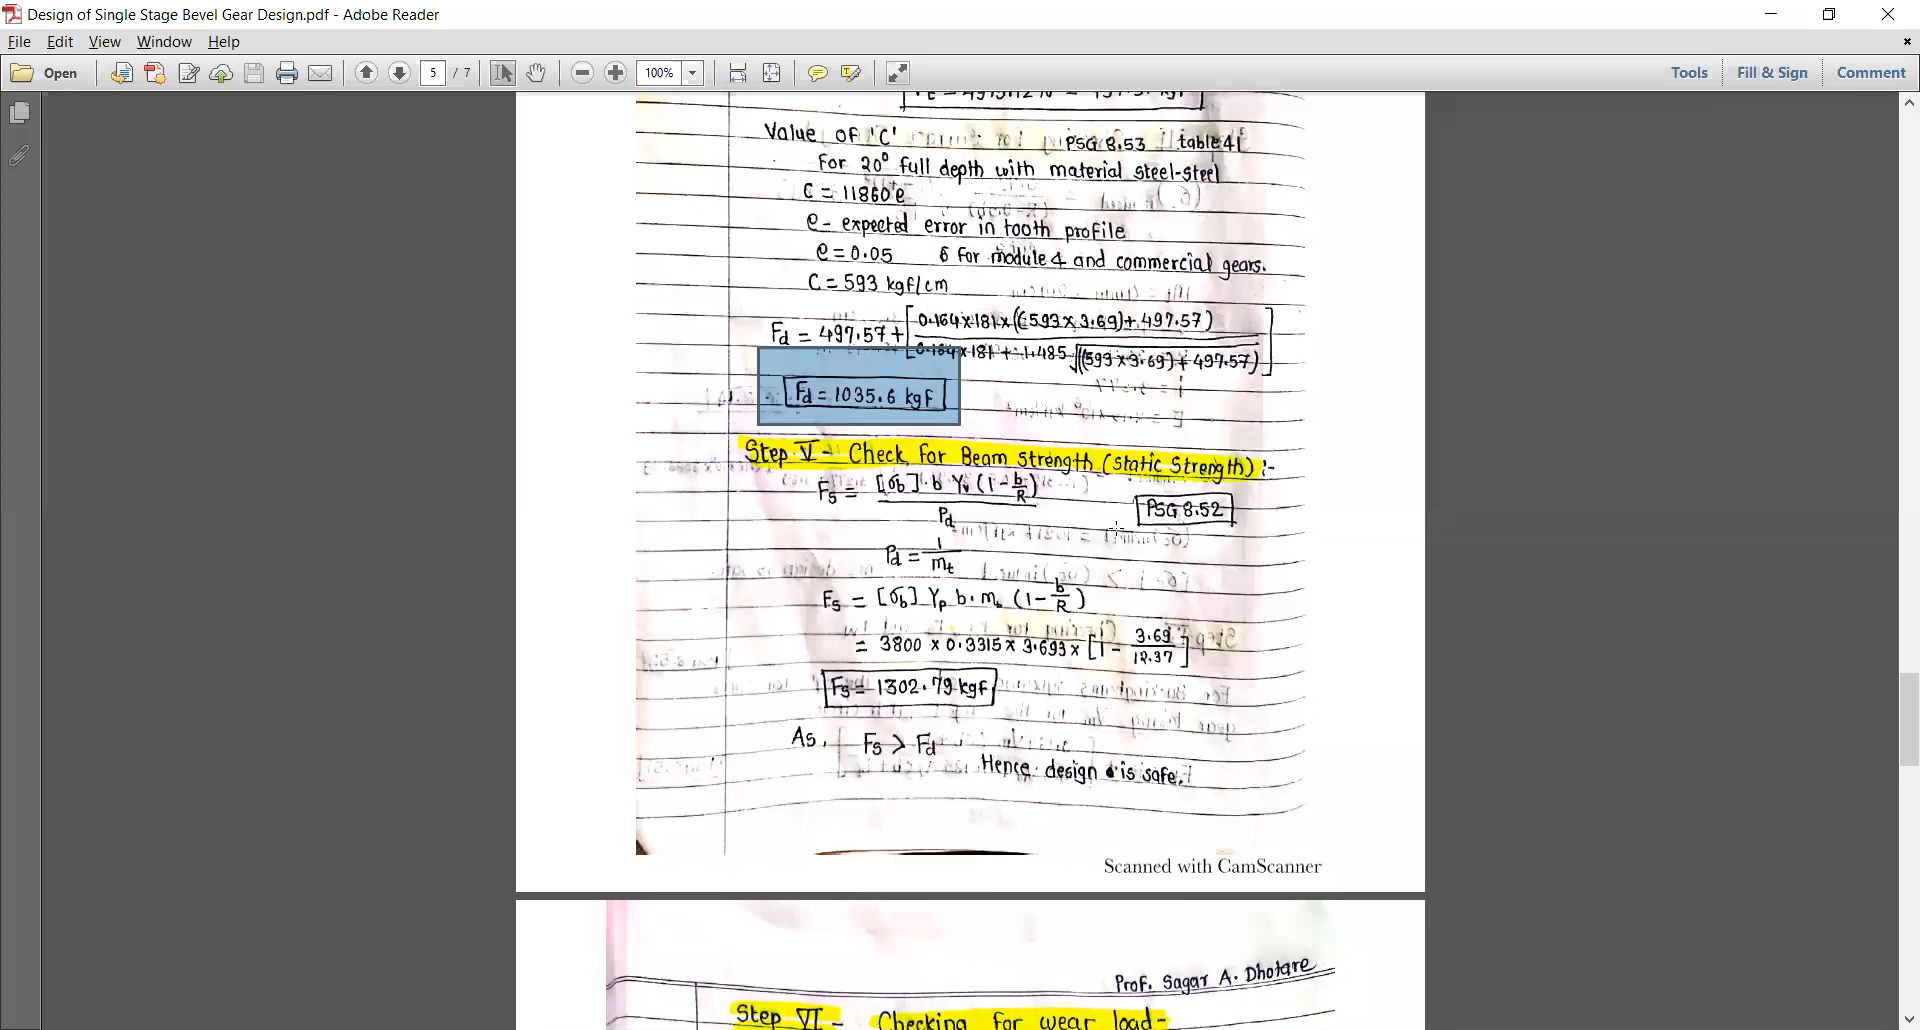 Design of Single Stage Bevel Gear Design.pdf - Adobe Reader
File Edit View Window Help
Open 5 / 7 100% Tools Fill & Sign Comment
Value of 'C' PSG 8.53 table 41
For 20° full depth with material steel-steel
C = 11860 e
e - expected error in tooth profile
e = 0.05 for module 4 and commercial gears.
C = 593 kgf/cm
Fd = 497.57 + [0.164 x 181 x ((593 x 3.69) + 497.57)
0.164 x 181 + 1.485 √((593 x 3.69) + 497.57)]
Fd = 1035.6 kgf
Step V - Check for Beam strength (static strength) :-
Fs = [σb] . b Yv (1 - b/R)
Pd
PSG 8.52
Pd = 1/mt
Fs = [σb] Yp b . m (1 - b/R)
= 3800 x 0.3315 x 3.693 x [1 - 3.69/12.37]
Fs = 1302.79 kgf
As, Fs > Fd
Hence design is safe.
Scanned with CamScanner
Prof. Sagar A. Dhotare
Step VI - Checking for wear load-